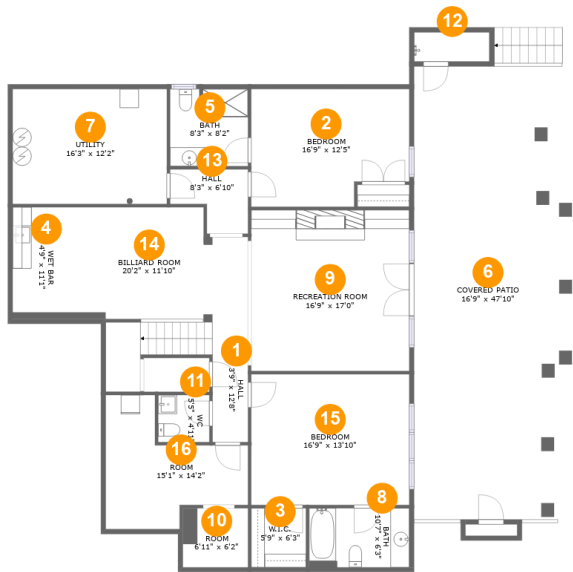 12
7
UTILITY
16'3" x 12'2"
5
BATH
8'3" x 8'2"
2
BEDROOM
16'9" x 12'5"
13
HALL
8'3" x 6'10"
4
WET BAR
4'9" x 11'1"
14
BILLIARD ROOM
20'2" x 11'10"
9
RECREATION ROOM
16'9" x 17'0"
6
COVERED PATIO
16'9" x 47'10"
1
HALL
3'9" x 12'8"
11
WC
5'5" x 4'11"
15
BEDROOM
16'9" x 13'10"
16
ROOM
15'1" x 14'2"
10
ROOM
6'11" x 6'2"
3
W.I.C.
5'9" x 6'3"
8
BATH
10'7" x 6'3"